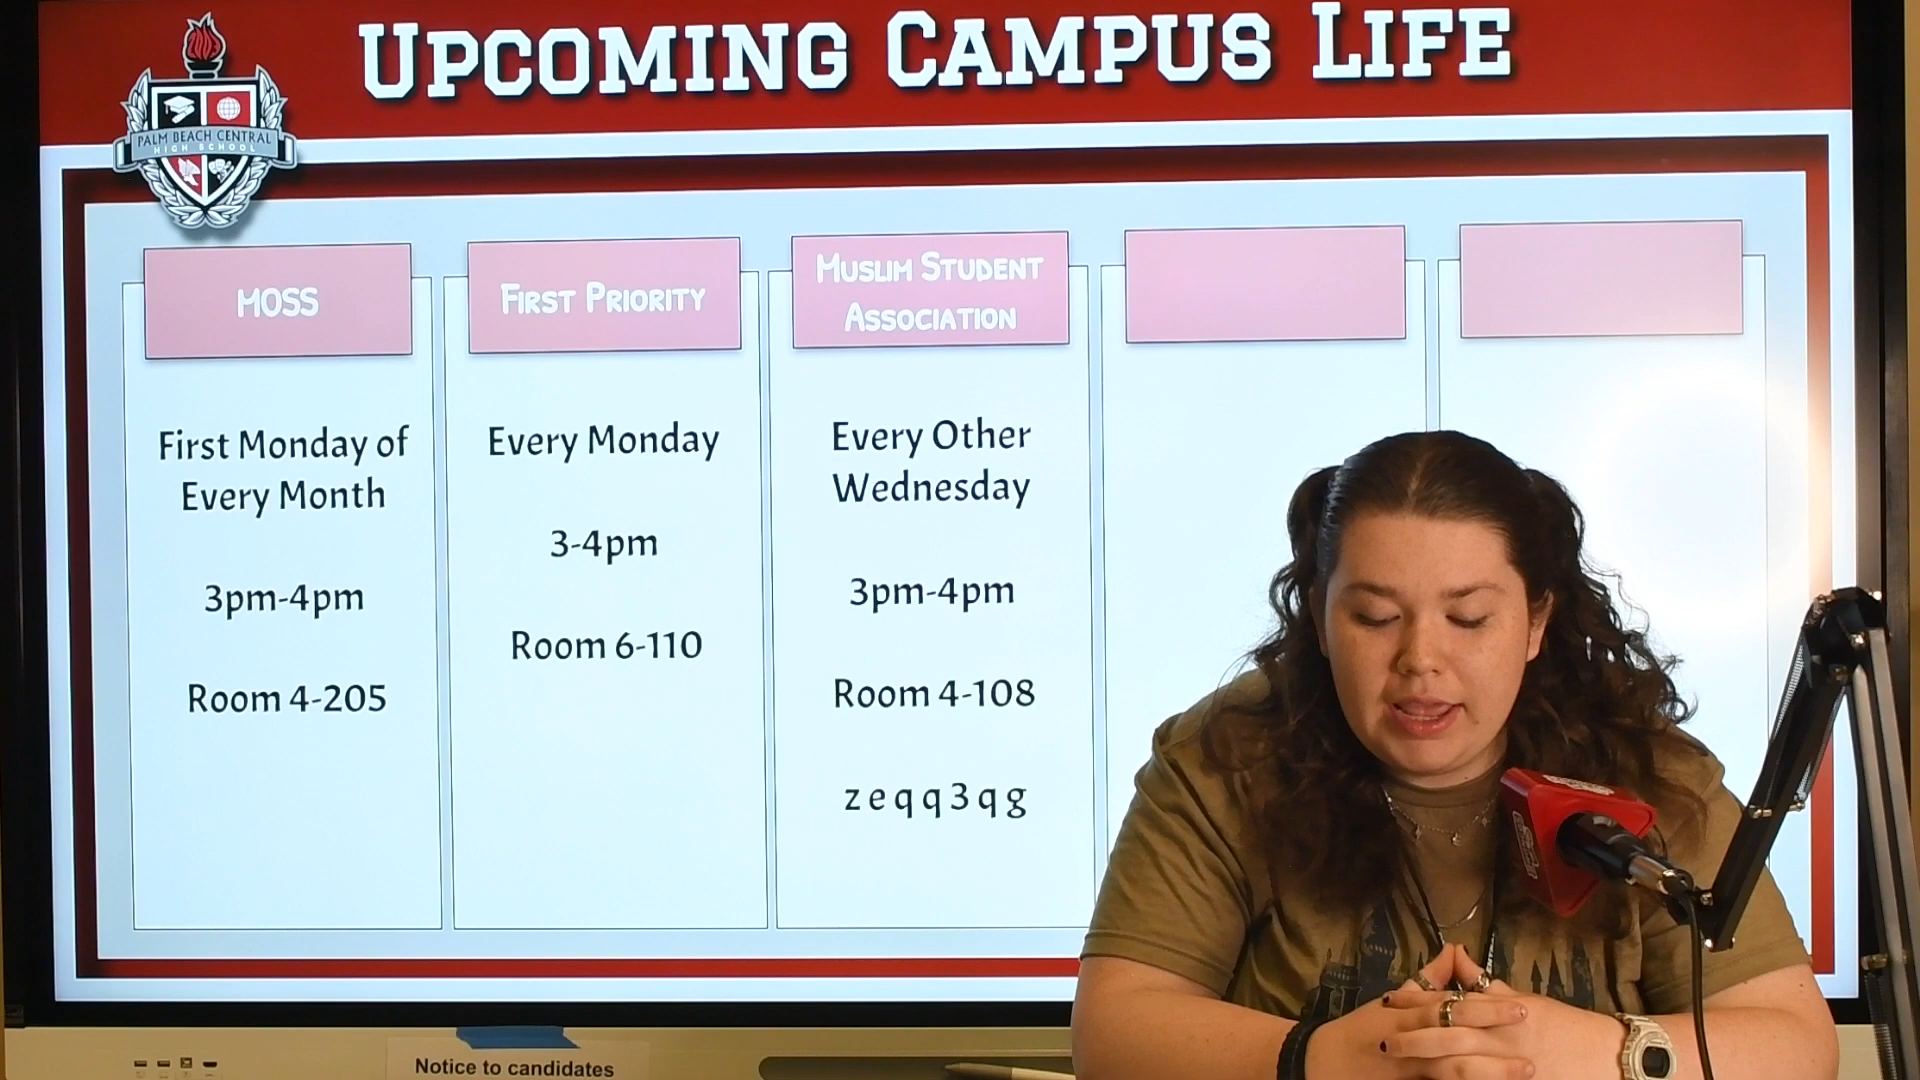 UPCOMING CAMPUS LIFE
PALM BEACH CENTRAL
HIGH SCHOOL
MOSS
First Monday of
Every Month
3pm-4pm
Room 4-205
FIRST PRIORITY
Every Monday
3-4pm
Room 6-110
MUSLIM STUDENT
ASSOCIATION
Every Other
Wednesday
3pm-4pm
Room 4-108
zeqq3qg
Notice to candidates